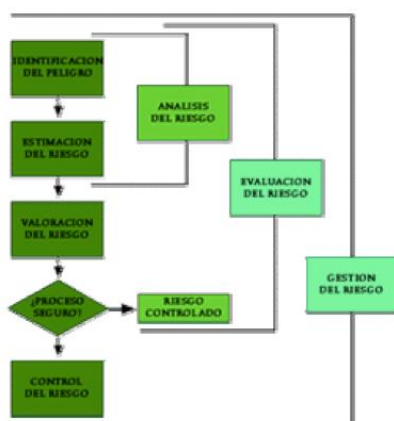 IDENTIFICACION
DEL PELIGRO
ANALISIS
DEL RIESGO
ESTIMACION
DEL RIESGO
EVALUACION
DEL RIESGO
VALORACION
DEL RIESGO
GESTION
DEL RIESGO
¿PROCESO
SEGURO?
RIESGO
CONTROLADO
CONTROL
DEL RIESGO